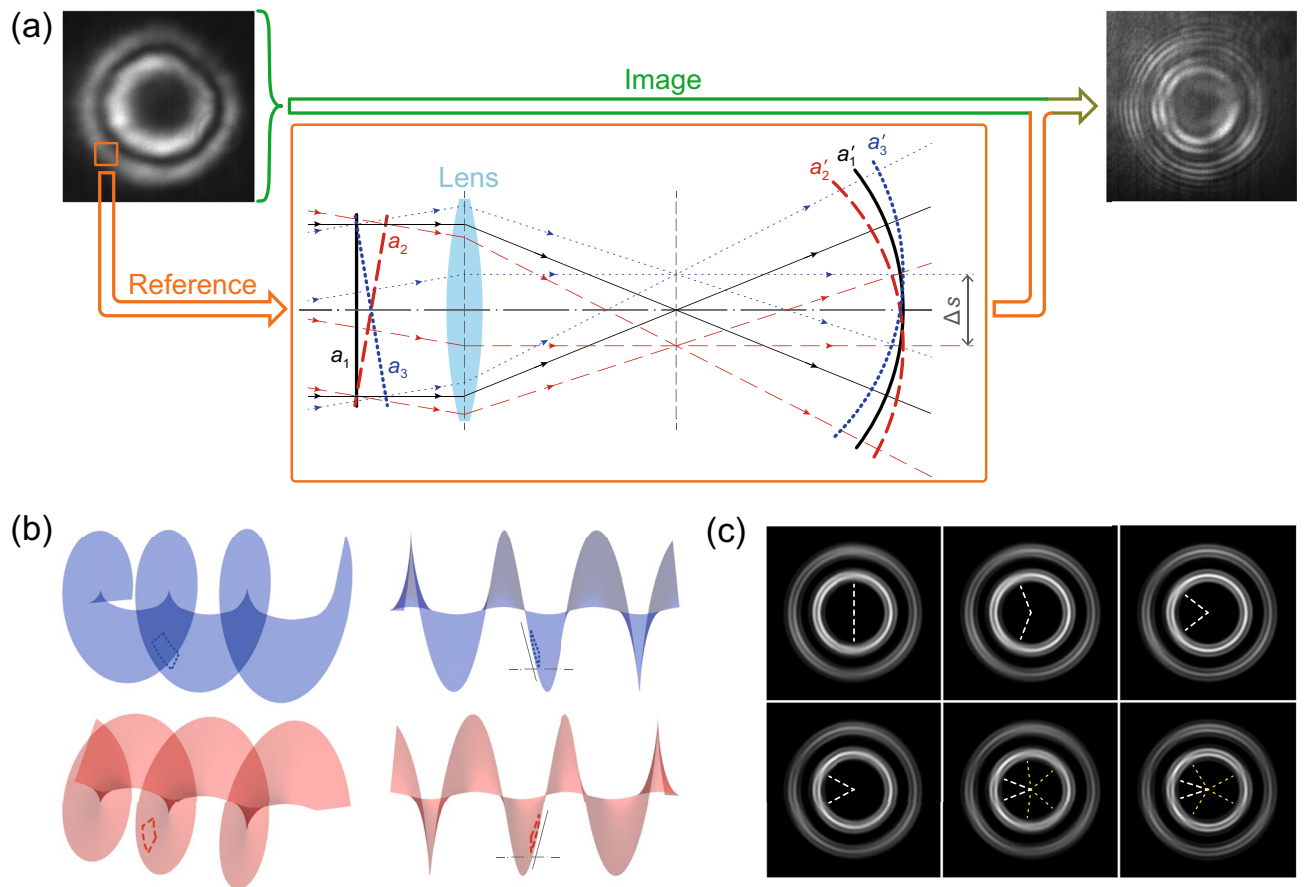 (a)
Image
a′₃
a′₁
a′₂
Lens
a₂
Reference
Δs
a₁
a₃
(b)
(c)